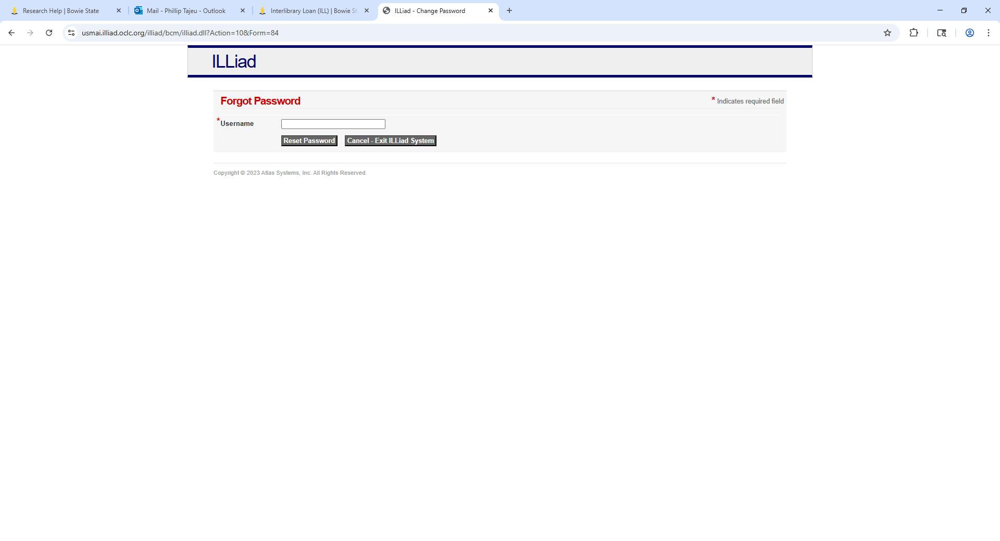 Research Help | Bowie State
Mail - Phillip Tajeu - Outlook
Interlibrary Loan (ILL) | Bowie St
ILLiad - Change Password
usmai.illiad.oclc.org/illiad/bcm/illiad.dll?Action=10&Form=84
ILLiad
Forgot Password
* Indicates required field
*Username
Reset Password Cancel - Exit ILLiad System
Copyright © 2023 Atlas Systems, Inc. All Rights Reserved.